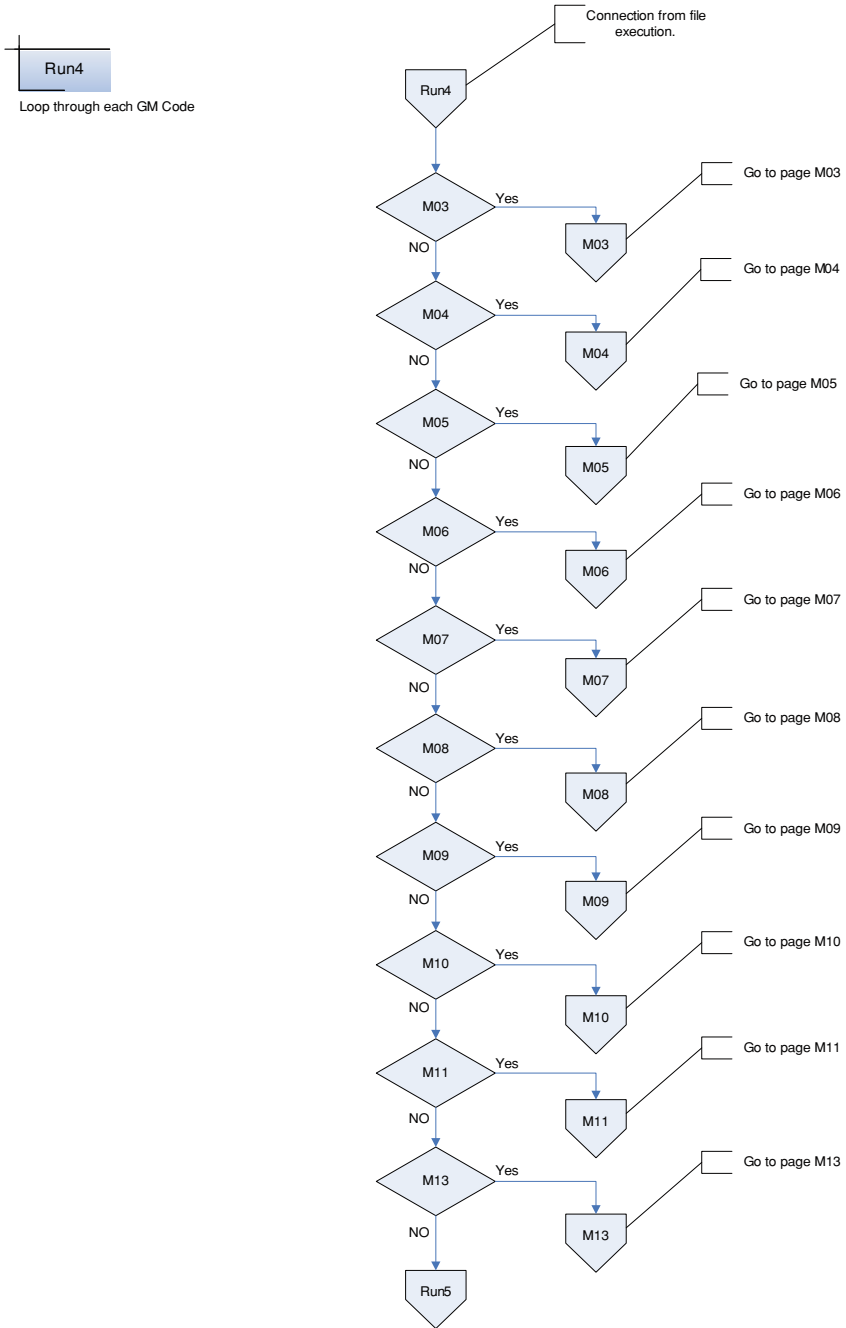 Connection from file
execution.
Run4
Loop through each GM Code
Run4
M03
Yes
Go to page M03
M03
NO
M04
Yes
Go to page M04
M04
NO
M05
Yes
Go to page M05
M05
NO
M06
Yes
Go to page M06
M06
NO
M07
Yes
Go to page M07
M07
NO
M08
Yes
Go to page M08
M08
NO
M09
Yes
Go to page M09
M09
NO
M10
Yes
Go to page M10
M10
NO
M11
Yes
Go to page M11
M11
NO
M13
Yes
Go to page M13
M13
NO
Run5